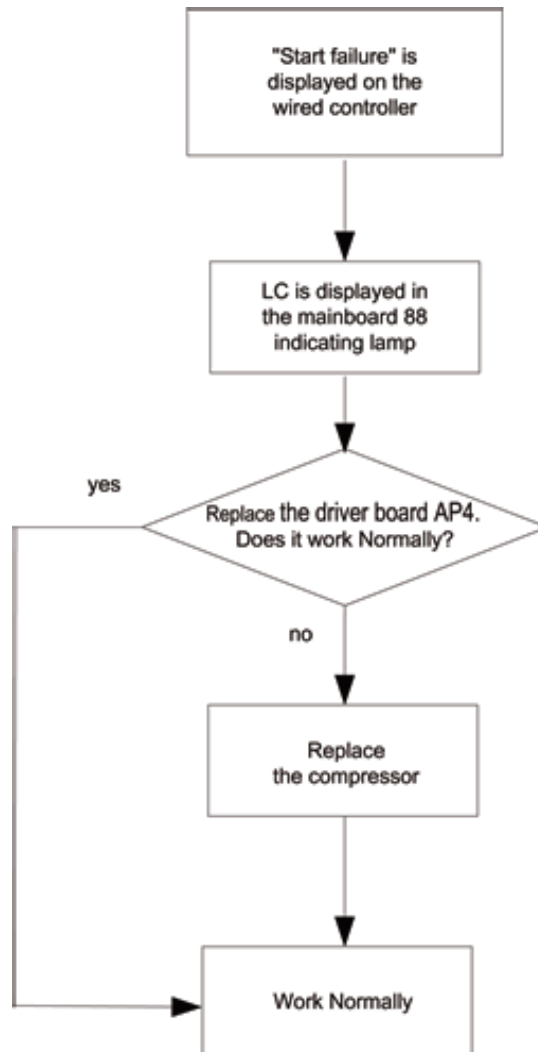 "Start failure" is
displayed on the
wired controller
LC is displayed in
the mainboard 88
indicating lamp
yes
Replace the driver board AP4.
Does it work Normally?
no
Replace
the compressor
Work Normally